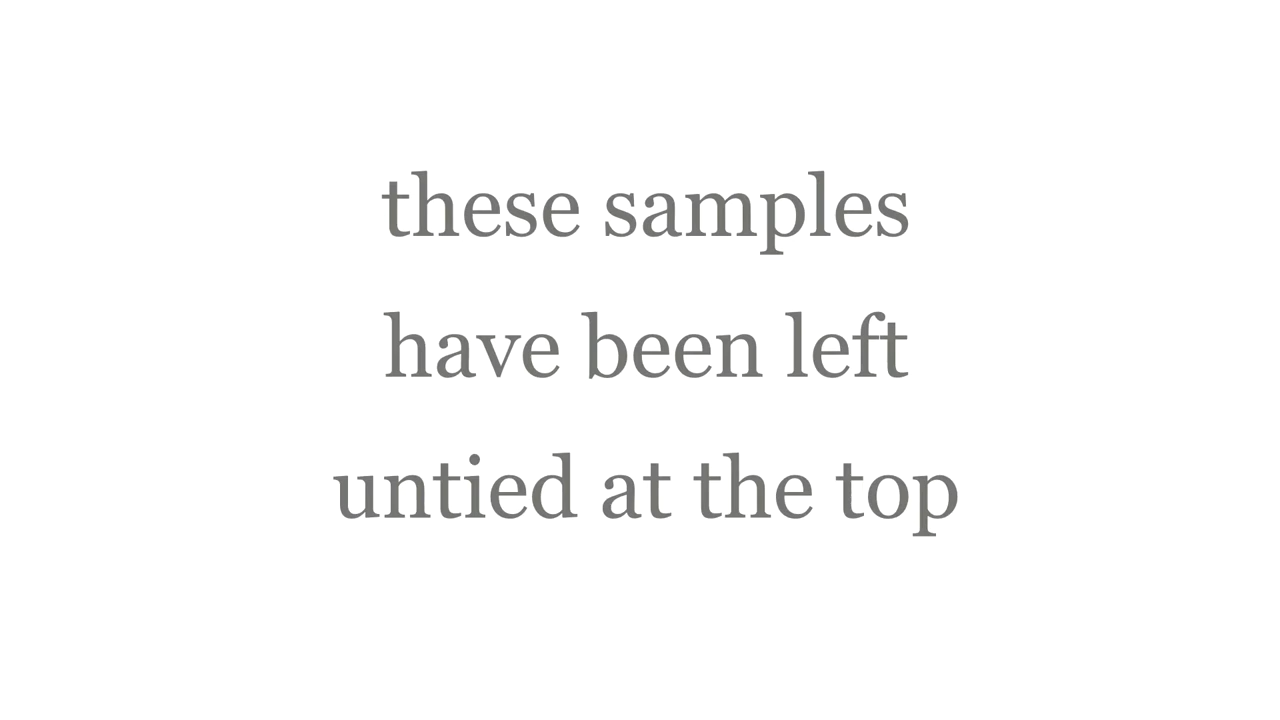 these samples
have been left
untied at the top